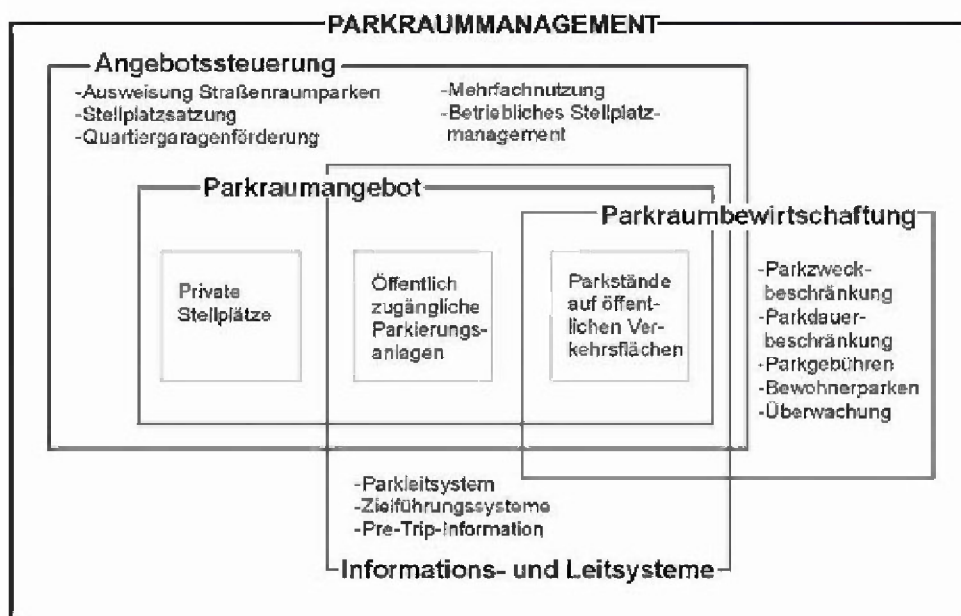 PARKRAUMMANAGEMENT
Angebotssteuerung
-Ausweisung Straßenraumparken
-Stellplatzsatzung
-Quartiergaragenförderung
-Mehrfachnutzung
-Betriebliches Stellplatz-
management
Parkraumangebot
Parkraumbewirtschaftung
Private
Stellplätze
Öffentlich
zugängliche
Parkierungs-
anlagen
Parkstände
auf öffent-
lichen Ver-
kehrsflächen
-Parkzweck-
beschränkung
-Parkdauer-
beschränkung
-Parkgebühren
-Bewohnerparken
-Überwachung
-Parkleitsystem
-Zielführungssysteme
-Pre-Trip-Information
Informations- und Leitsysteme